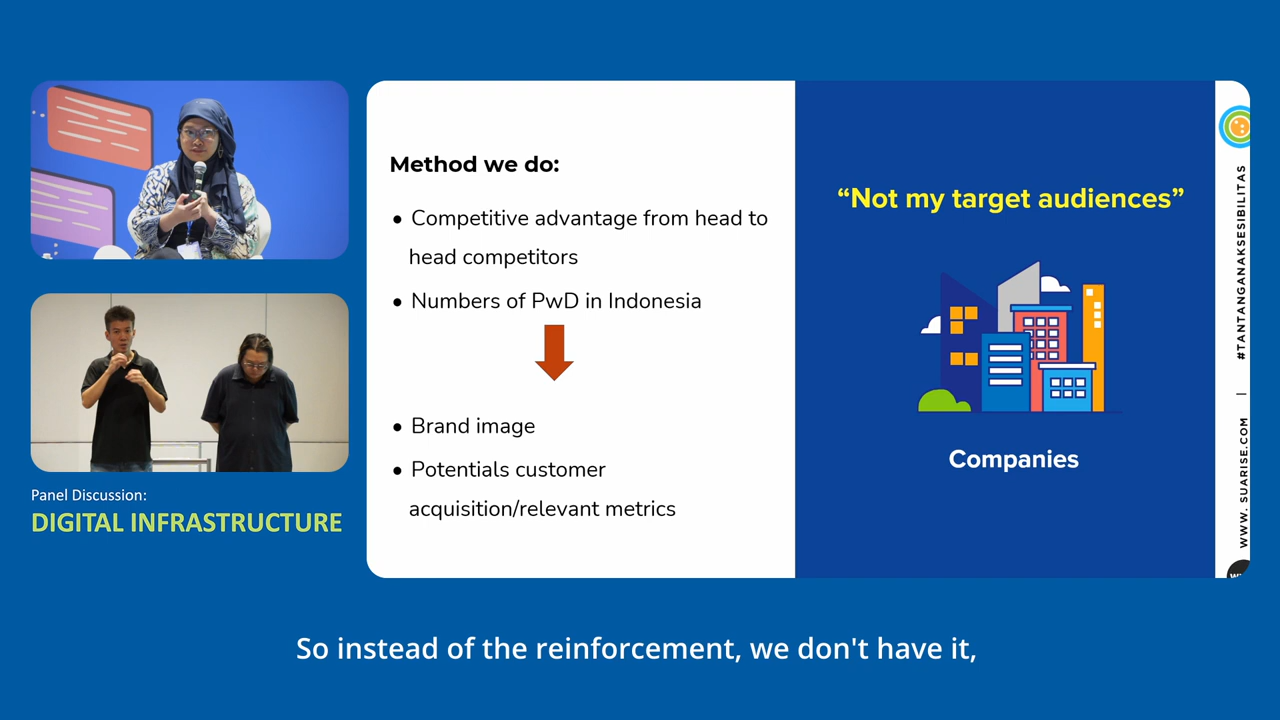 Method we do:
• Competitive advantage from head to
head competitors
• Numbers of PwD in Indonesia
• Brand image
• Potentials customer
acquisition/relevant metrics
“Not my target audiences”
Companies
WWW. SUARISE.COM | #TANTANGANAKSESIBILITAS
Panel Discussion:
DIGITAL INFRASTRUCTURE
So instead of the reinforcement, we don't have it,